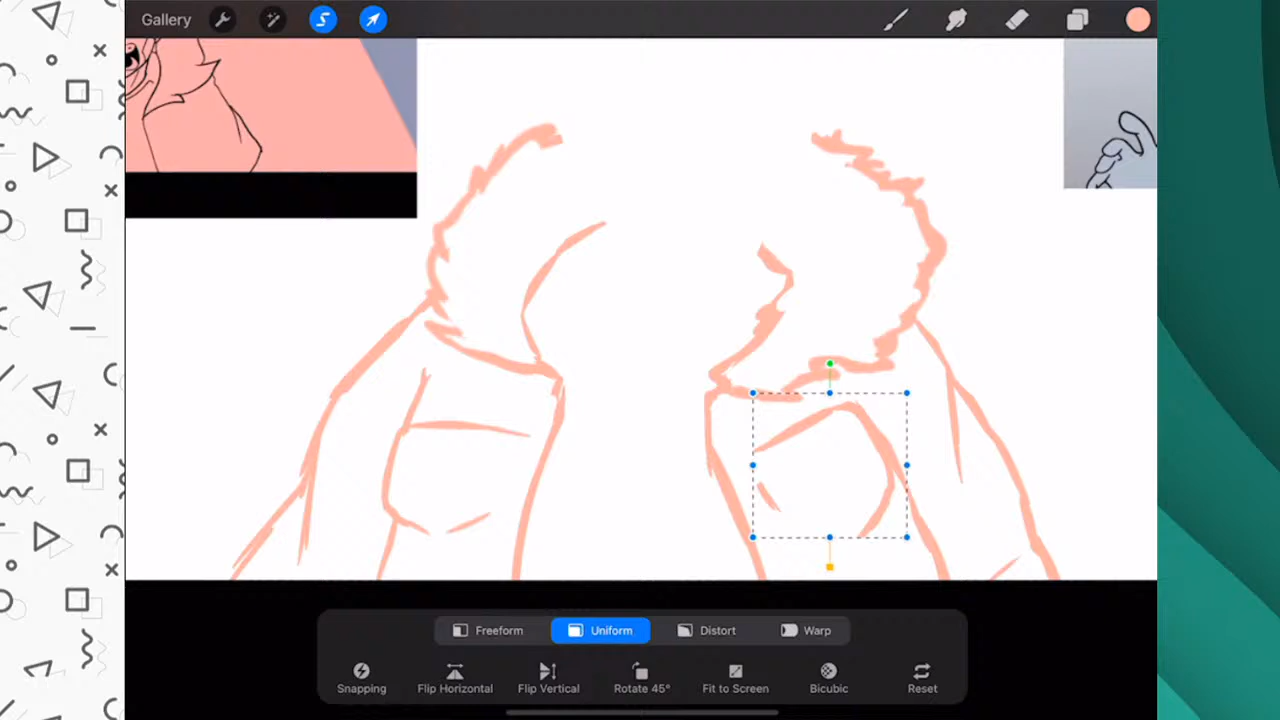 Gallery
Freeform Uniform Distort Warp
Snapping Flip Horizontal Flip Vertical Rotate 45° Fit to Screen Bicubic Reset